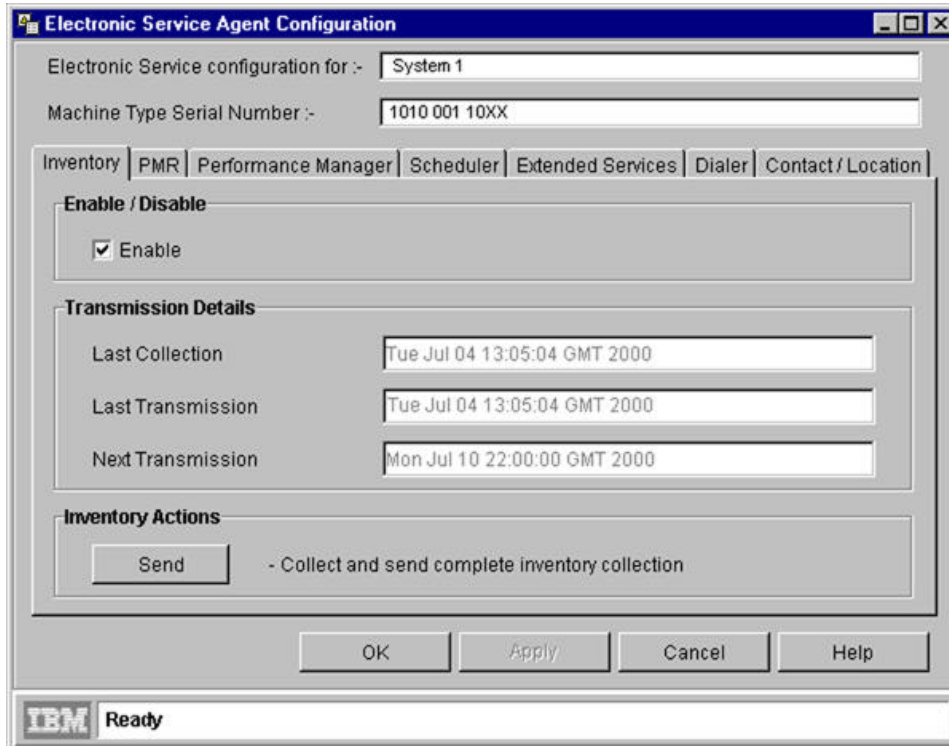 Electronic Service Agent Configuration
Electronic Service configuration for :- System 1
Machine Type Serial Number :- 1010 001 10XX
Inventory PMR Performance Manager Scheduler Extended Services Dialer Contact / Location
Enable / Disable
Enable
Transmission Details
Last Collection Tue Jul 04 13:05:04 GMT 2000
Last Transmission Tue Jul 04 13:05:04 GMT 2000
Next Transmission Mon Jul 10 22:00:00 GMT 2000
Inventory Actions
Send - Collect and send complete inventory collection
OK Apply Cancel Help
IBM Ready